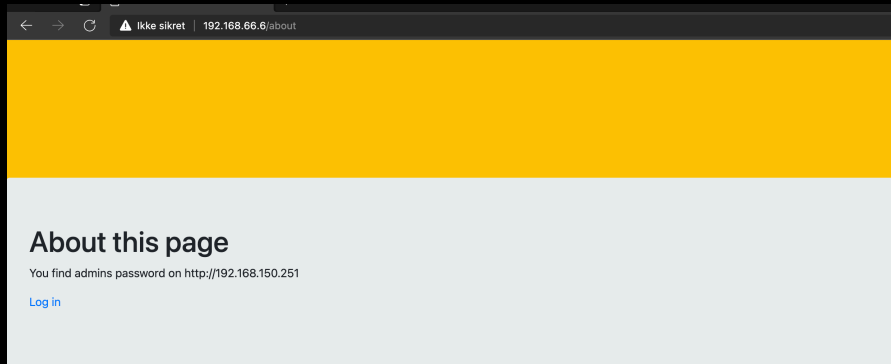 Ikke sikret | 192.168.66.6/about
About this page
You find admins password on http://192.168.150.251
Log in